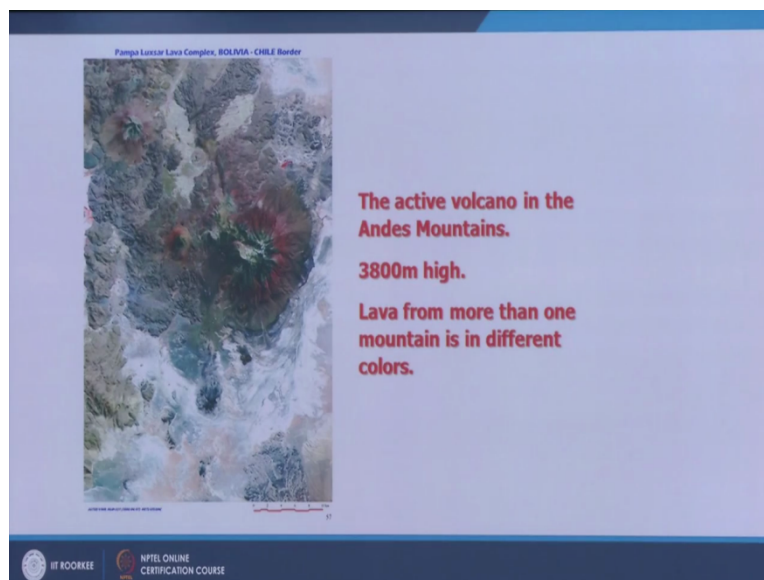 Pampa Luxsar Lava Complex, BOLIVIA - CHILE Border
The active volcano in the
Andes Mountains.
3800m high.
Lava from more than one
mountain is in different
colors.
57
IIT ROORKEE
NPTEL ONLINE
CERTIFICATION COURSE